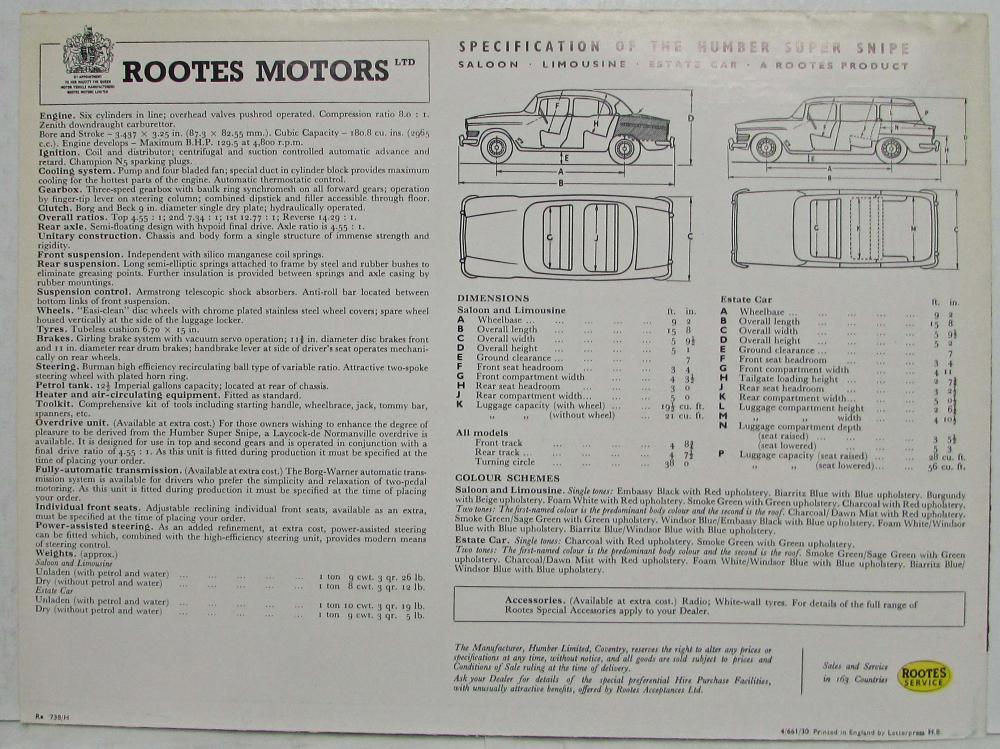 BY APPOINTMENT
TO HER MAJESTY THE QUEEN
MOTOR VEHICLE MANUFACTURERS
ROOTES MOTORS LIMITED
ROOTES MOTORS LTD
Engine. Six cylinders in line; overhead valves pushrod operated. Compression ratio 8.0 : 1.
Zenith downdraught carburettor.
Bore and Stroke – 3.437 × 3.25 in. (87.3 × 82.55 mm.). Cubic Capacity – 180.8 cu. ins. (2965
c.c.). Engine develops – Maximum B.H.P. 129.5 at 4,800 r.p.m.
Ignition. Coil and distributor; centrifugal and suction controlled automatic advance and
retard. Champion N5 sparking plugs.
Cooling system. Pump and four bladed fan; special duct in cylinder block provides maximum
cooling for the hottest parts of the engine. Automatic thermostatic control.
Gearbox. Three-speed gearbox with baulk ring synchromesh on all forward gears; operation
by finger-tip lever on steering column; combined dipstick and filler accessible through floor.
Clutch. Borg and Beck 9 in. diameter single dry plate; hydraulically operated.
Overall ratios. Top 4.55 : 1; 2nd 7.34 : 1; 1st 12.77 : 1; Reverse 14.29 : 1.
Rear axle. Semi-floating design with hypoid final drive. Axle ratio is 4.55 : 1.
Unitary construction. Chassis and body form a single structure of immense strength and
rigidity.
Front suspension. Independent with silico manganese coil springs.
Rear suspension. Long semi-elliptic springs attached to frame by steel and rubber bushes to
eliminate greasing points. Further insulation is provided between springs and axle casing by
rubber mountings.
Suspension control. Armstrong telescopic shock absorbers. Anti-roll bar located between
bottom links of front suspension.
Wheels. "Easi-clean" disc wheels with chrome plated stainless steel wheel covers; spare wheel
housed vertically at the side of the luggage locker.
Tyres. Tubeless cushion 6.70 × 15 in.
Brakes. Girling brake system with vacuum servo operation; 11⅜ in. diameter disc brakes front
and 11 in. diameter rear drum brakes; handbrake lever at side of driver's seat operates mechani-
cally on rear wheels.
Steering. Burman high efficiency recirculating ball type of variable ratio. Attractive two-spoke
steering wheel with plated horn ring.
Petrol tank. 12½ Imperial gallons capacity; located at rear of chassis.
Heater and air-circulating equipment. Fitted as standard.
Toolkit. Comprehensive kit of tools including starting handle, wheelbrace, jack, tommy bar,
spanners, etc.
Overdrive unit. (Available at extra cost.) For those wishing to enhance the degree of
pleasure to be derived from the Humber Super Snipe, a Laycock-de Normanville overdrive is
available. It is designed for use in top and second gears and is operated in conjunction with a
final drive ratio of 4.55 : 1. As this unit is fitted during production it must be specified at the
time of placing your order.
Fully-automatic transmission. (Available at extra cost.) The Borg-Warner automatic trans-
mission system is available for drivers who prefer the simplicity and relaxation of two-pedal
motoring. As this unit is fitted during production it must be specified at the time of placing
your order.
Individual front seats. Adjustable reclining individual front seats, available as an extra,
must be specified at the time of placing your order.
Power-assisted steering. As an added refinement, at extra cost, power-assisted steering
can be fitted which, combined with the high-efficiency steering unit, provides modern means
of steering control.
Weights. (approx.)
Saloon and Limousine
Unladen (with petrol and water) ... ... ... ... 1 ton 9 cwt. 3 qr. 26 lb.
Dry (without petrol and water) ... ... ... ... 1 ton 8 cwt. 3 qr. 12 lb.
Estate Car
Unladen (with petrol and water) ... ... ... ... 1 ton 10 cwt. 3 qr. 19 lb.
Dry (without petrol and water) ... ... ... ... 1 ton 9 cwt. 3 qr. 5 lb.
Re 738/H
SPECIFICATION OF THE HUMBER SUPER SNIPE
SALOON · LIMOUSINE · ESTATE CAR · A ROOTES PRODUCT
F H D E A B
P N H D E A B
G J C
G K M C
DIMENSIONS
Saloon and Limousine ft. in.
A Wheelbase ... 9 2
B Overall length 15 8
C Overall width 5 9½
D Overall height 5 1
E Ground clearance ... 7
F Front seat headroom 3 4
G Front compartment width 4 3½
H Rear seat headroom 3 0
J Rear compartment width... 5 0
K Luggage capacity (with wheel) ... 19½ cu. ft.
" " (without wheel) 21 cu. ft.
All models
Front track 4 8¾
Rear track ... 4 7½
Turning circle 38 0
Estate Car ft. in.
A Wheelbase ... 9 2
B Overall length 15 8
C Overall width 5 9½
D Overall height 5 2
E Ground clearance ... 7
F Front seat headroom 3 4
G Front compartment width 4 11
H Tailgate loading height 2
J Rear seat headroom 3
K Rear compartment width... 5 0
L Luggage compartment height 2
M " " width 4
N Luggage compartment depth
(seat raised) 3 5½
(seat lowered) 5 3
P Luggage capacity (seat raised) ... 28 cu. ft.
" " (seat lowered)... 56 cu. ft.
COLOUR SCHEMES
Saloon and Limousine. Single tones: Embassy Black with Red upholstery. Biarritz Blue with Blue upholstery. Burgundy
with Beige upholstery. Foam White with Red upholstery. Smoke Green with Green upholstery. Charcoal with Red upholstery.
Two tones: The first-named colour is the predominant body colour and the second is the roof. Charcoal/Dawn Mist with Red upholstery.
Smoke Green/Sage Green with Green upholstery. Windsor Blue/Embassy Black with Blue upholstery. Foam White/Windsor
Blue with Blue upholstery. Biarritz Blue/Windsor Blue with Blue upholstery.
Estate Car. Single tones: Charcoal with Red upholstery. Smoke Green with Green upholstery.
Two tones: The first-named colour is the predominant body colour and the second is the roof. Smoke Green/Sage Green with Green
upholstery. Charcoal/Dawn Mist with Red upholstery. Foam White/Windsor Blue with Blue upholstery. Biarritz Blue/
Windsor Blue with Blue upholstery.
Accessories. (Available at extra cost.) Radio; White-wall tyres. For details of the full range of
Rootes Special Accessories apply to your Dealer.
The Manufacturer, Humber Limited, Coventry, reserves the right to alter any prices or
specifications at any time, without notice, and all goods are sold subject to prices and
Conditions of Sale ruling at the time of delivery.
Ask your Dealer for details of the special preferential Hire Purchase Facilities,
with unusually attractive benefits, offered by Rootes Acceptances Ltd.
Sales and Service
in 163 Countries
ROOTES
SERVICE
4/661/30 Printed in England by Letterpress H.B.